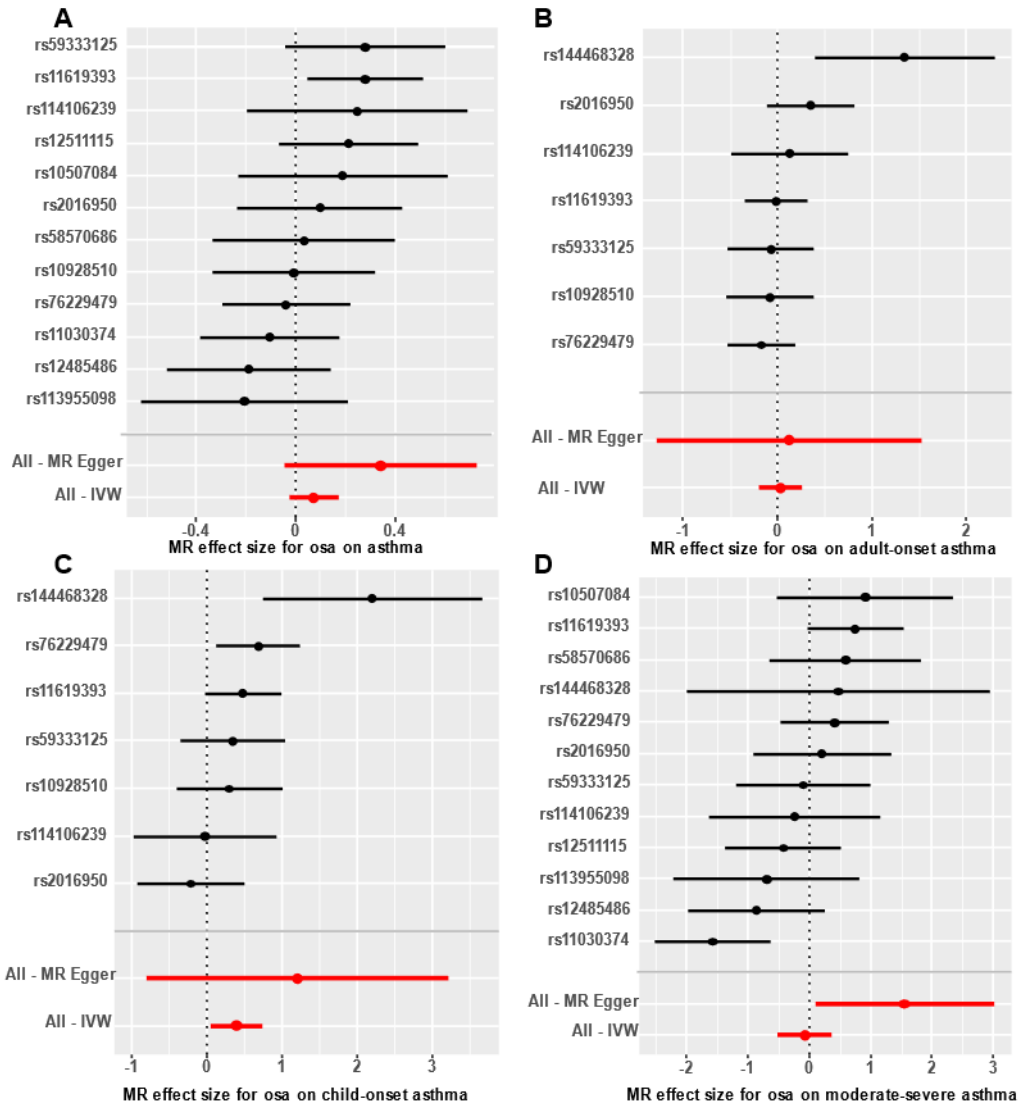 A
rs59333125
rs11619393
rs114106239
rs12511115
rs10507084
rs2016950
rs58570686
rs10928510
rs76229479
rs11030374
rs12485486
rs113955098
All - MR Egger
All - IVW
-0.4 0 0.4
MR effect size for osa on asthma
B
rs144468328
rs2016950
rs114106239
rs11619393
rs59333125
rs10928510
rs76229479
All - MR Egger
All - IVW
-1 0 1 2
MR effect size for osa on adult-onset asthma
C
rs144468328
rs76229479
rs11619393
rs59333125
rs10928510
rs114106239
rs2016950
All - MR Egger
All - IVW
-1 0 1 2 3
MR effect size for osa on child-onset asthma
D
rs10507084
rs11619393
rs58570686
rs144468328
rs76229479
rs2016950
rs59333125
rs114106239
rs12511115
rs113955098
rs12485486
rs11030374
All - MR Egger
All - IVW
-2 -1 0 1 2 3
MR effect size for osa on moderate-severe asthma